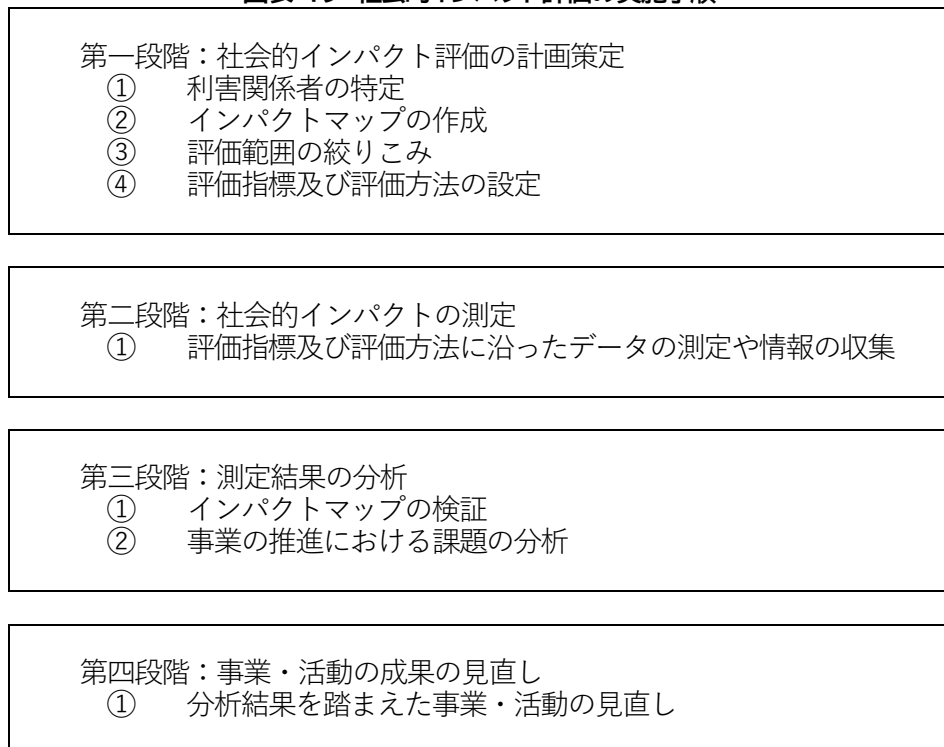 第一段階:社会的インパクト評価の計画策定
① 利害関係者の特定
② インパクトマップの作成
③ 評価範囲の絞りこみ
④ 評価指標及び評価方法の設定
第二段階:社会的インパクトの測定
① 評価指標及び評価方法に沿ったデータの測定や情報の収集
第三段階:測定結果の分析
① インパクトマップの検証
② 事業の推進における課題の分析
第四段階:事業・活動の成果の見直し
① 分析結果を踏まえた事業・活動の見直し